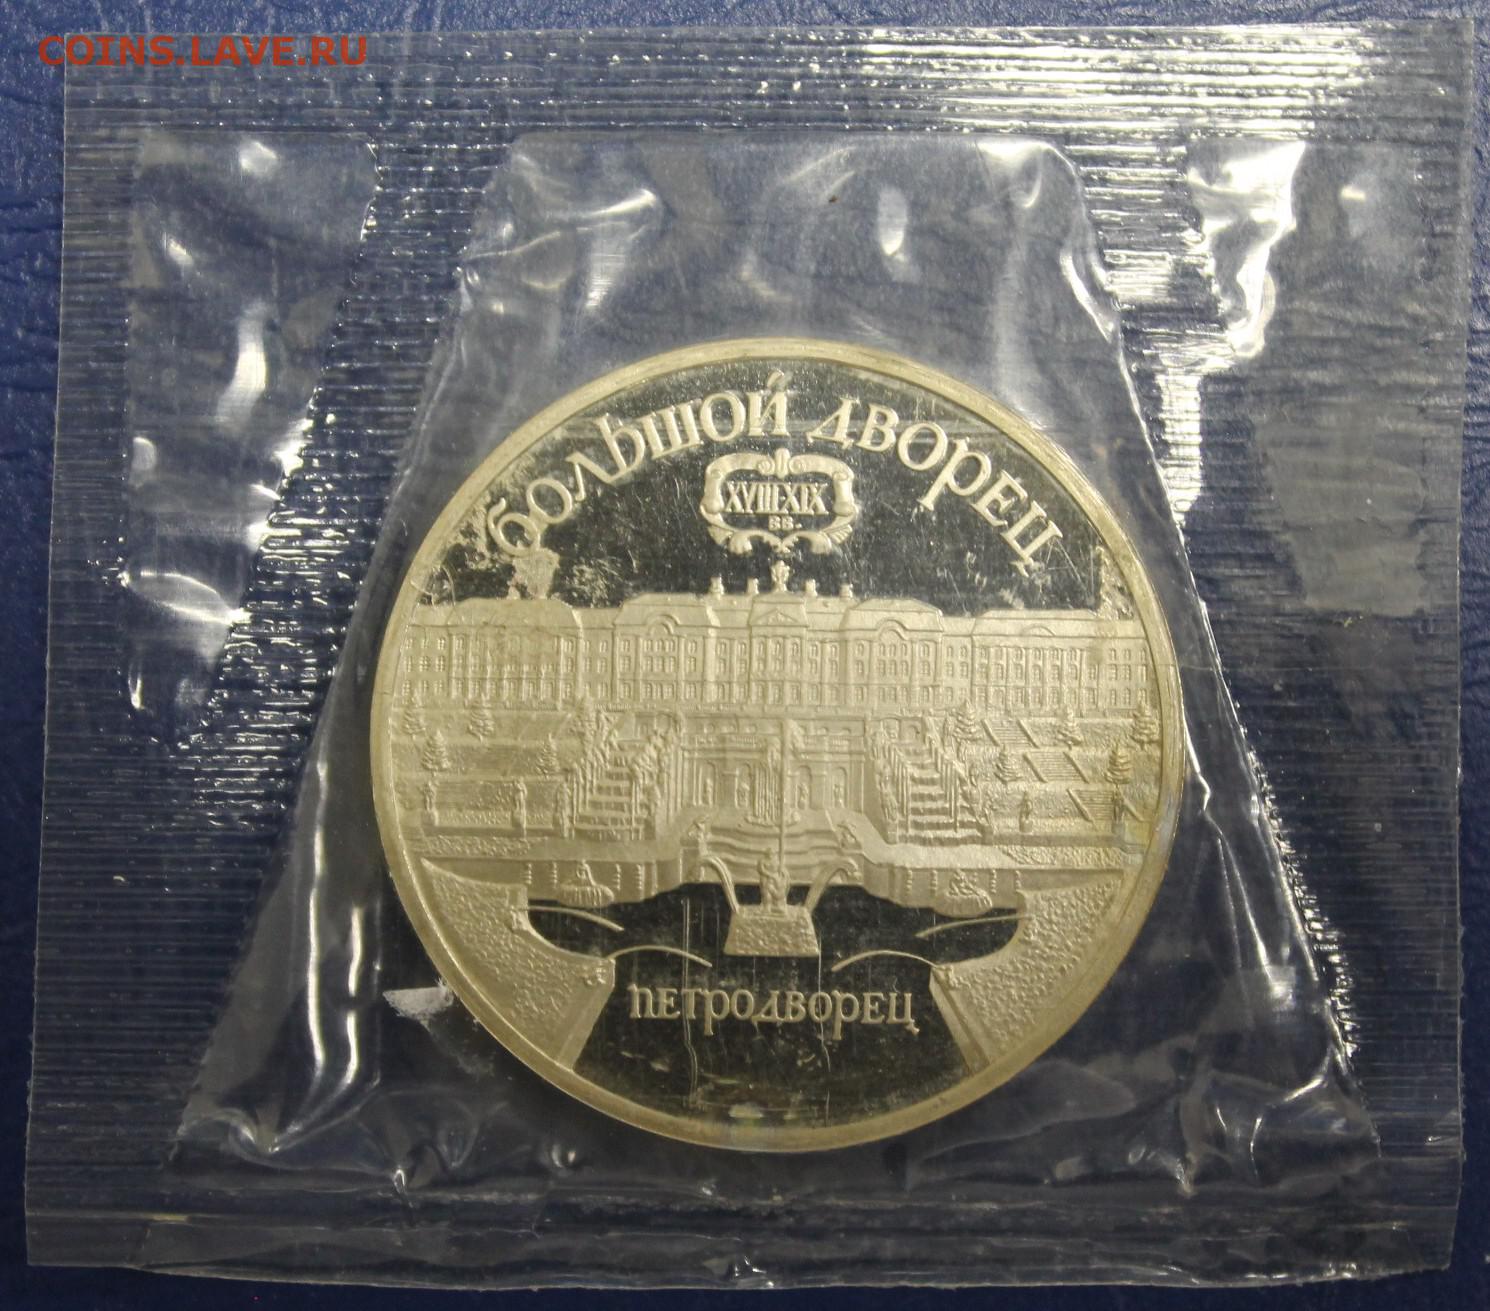 COINS.LAVE.RU
БОЛЬШОЙ ДВОРЕЦ
XVIII-XIX
ВВ.
ПЕТРОДВОРЕЦ